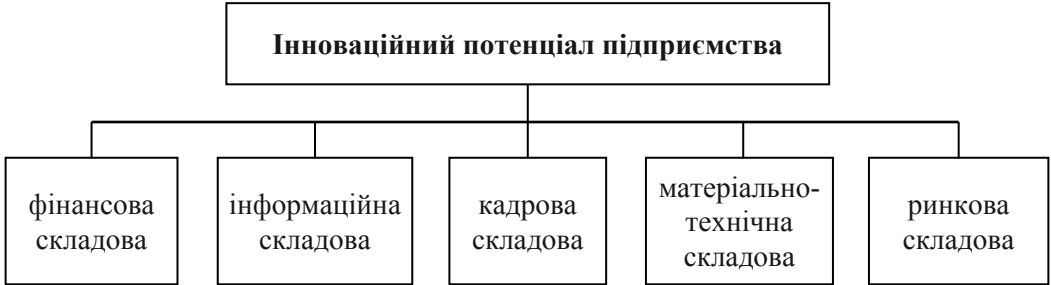 Інноваційний потенціал підприємства
фінансова
складова
інформаційна
складова
кадрова
складова
матеріально-
технічна
складова
ринкова
складова